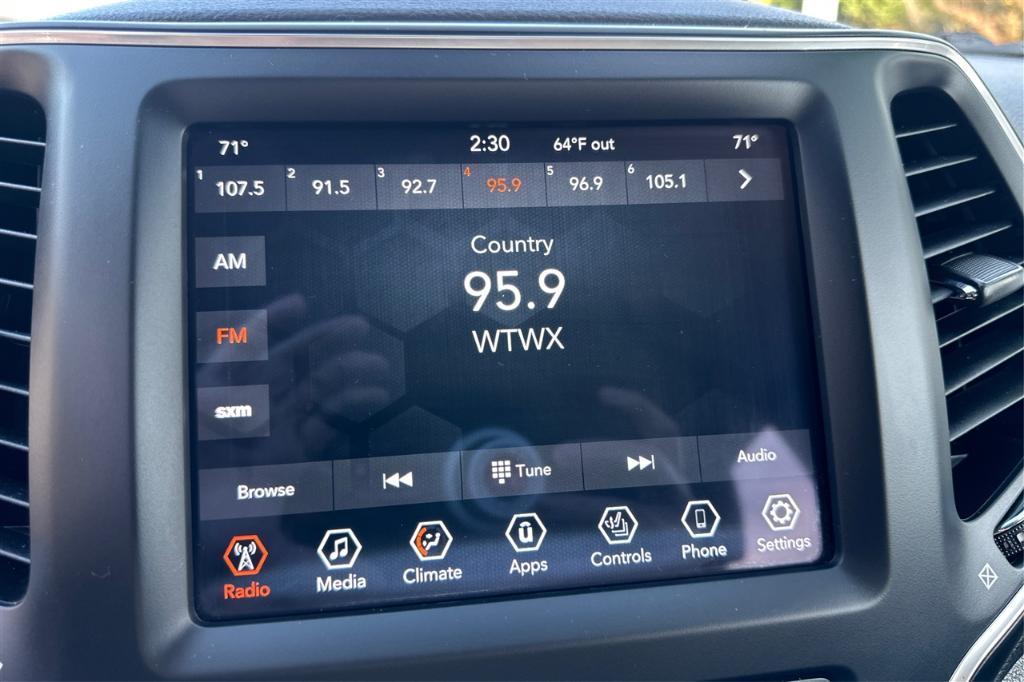 71° 2:30 64°F out 71°
1 107.5 2 91.5 3 92.7 4 95.9 5 96.9 6 105.1
Country
AM
95.9
FM
WTWX
sxm
Browse Tune Audio
Radio Media Climate Apps Controls Phone Settings